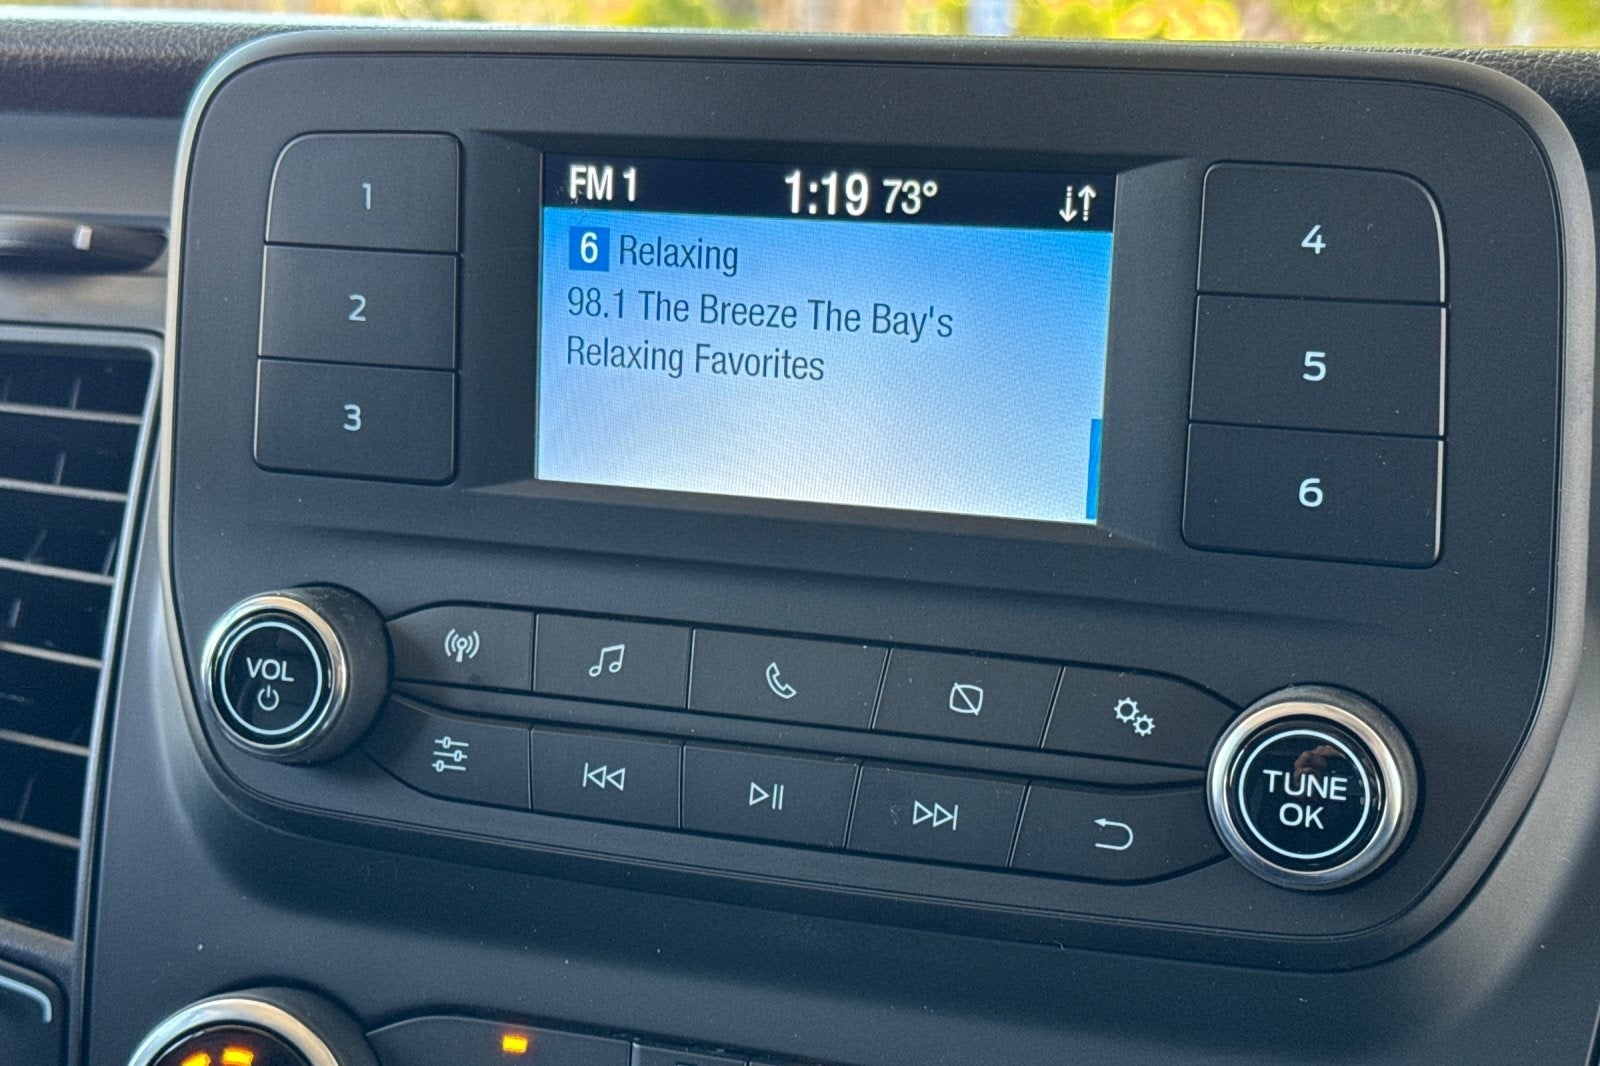 FM 1
1:19 73°
6 Relaxing
98.1 The Breeze The Bay's
Relaxing Favorites
1
2
3
4
5
6
VOL
TUNE
OK